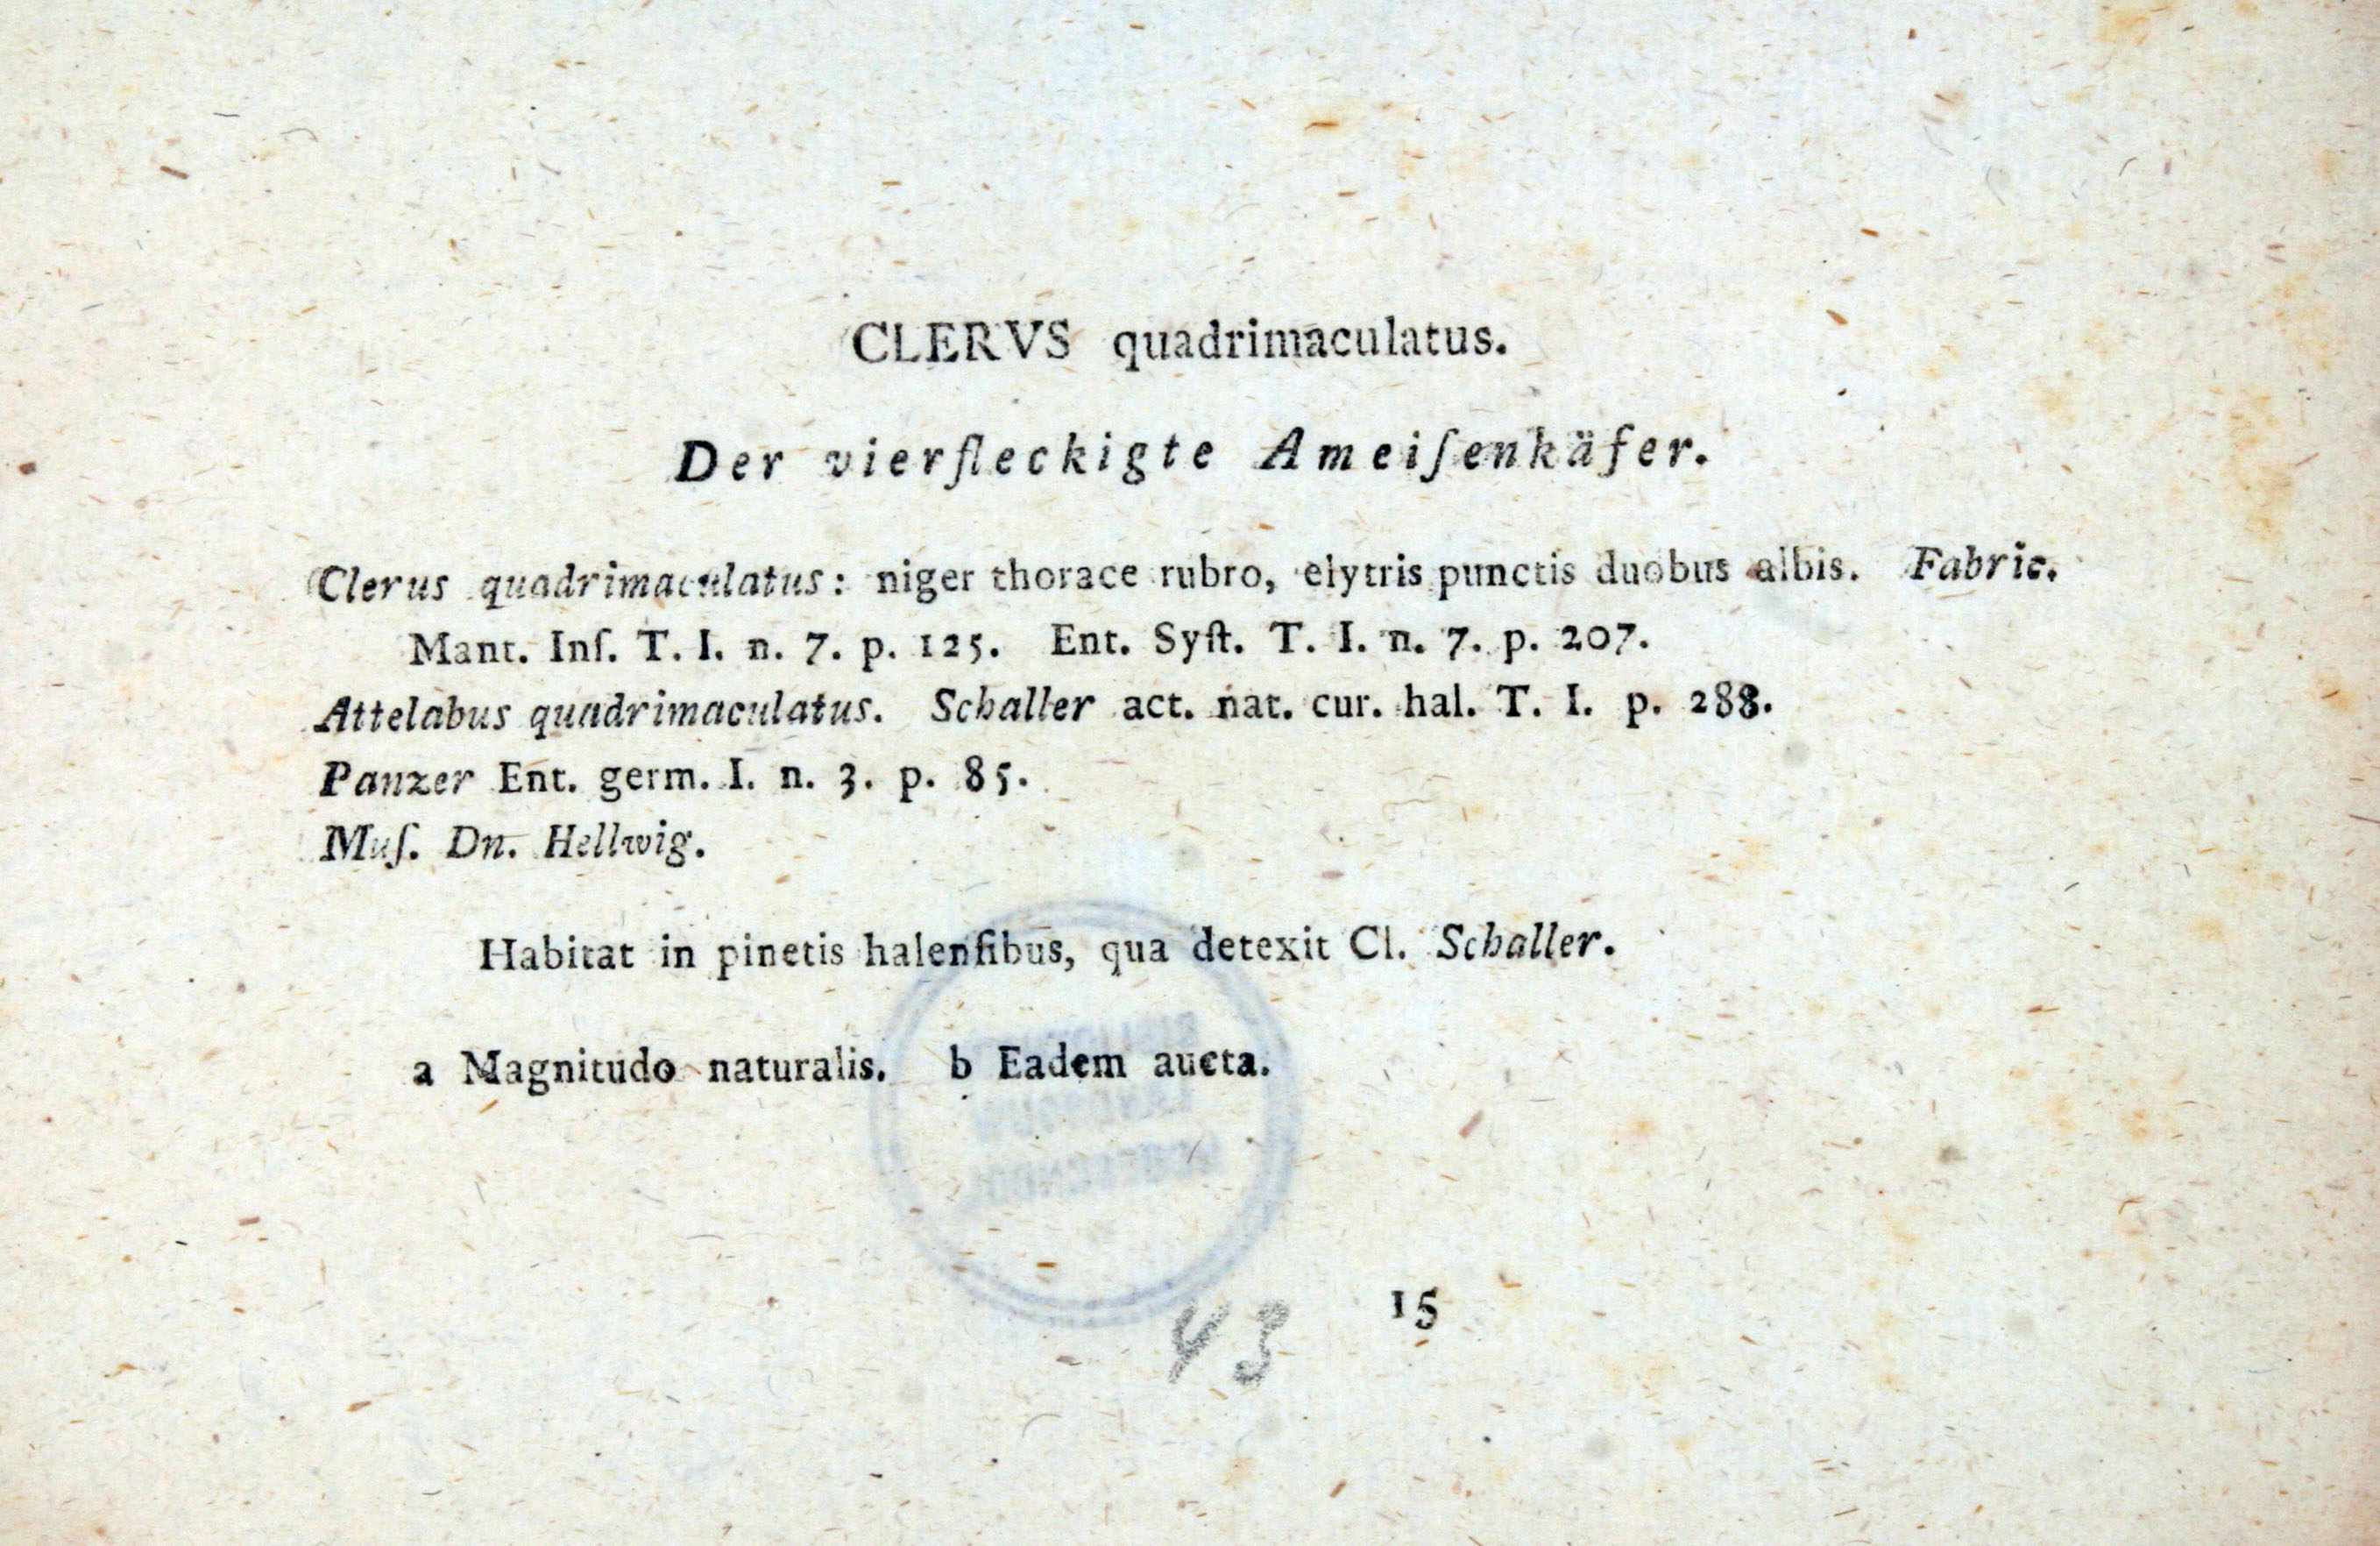 CLERVS quadrimaculatus.
Der vierfleckigte Ameiſenkäfer.
Clerus quadrimaculatus: niger thorace rubro, elytris punctis duobus albis. Fabric.
Mant. Inſ. T. I. n. 7. p. 125. Ent. Syſt. T. I. n. 7. p. 207.
Attelabus quadrimaculatus. Schaller act. nat. cur. hal. T. I. p. 288.
Panzer Ent. germ. I. n. 3. p. 85.
Muſ. Dn. Hellwig.
Habitat in pinetis halenſibus, qua detexit Cl. Schaller.
a Magnitudo naturalis. b Eadem aucta.
15
43